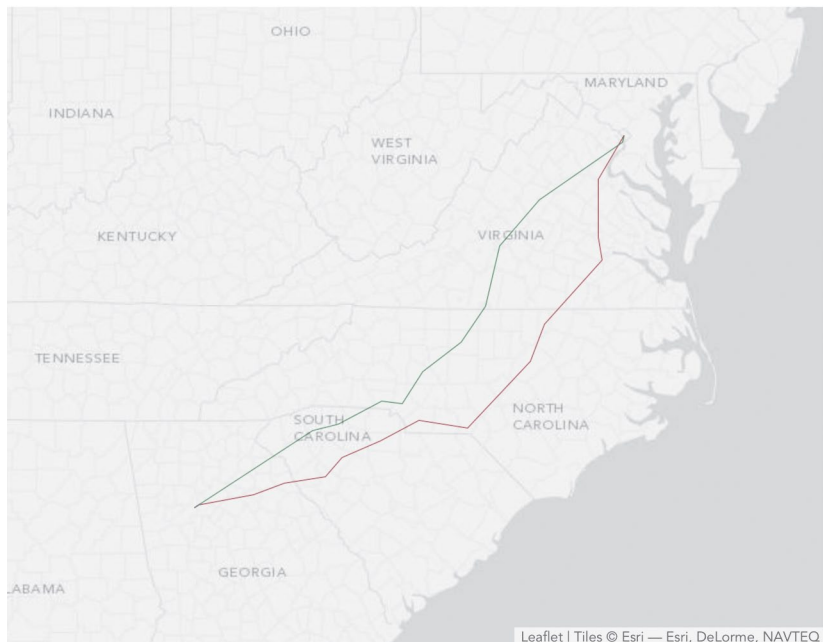 OHIO
MARYLAND
INDIANA
WEST
VIRGINIA
KENTUCKY
VIRGINIA
TENNESSEE
SOUTH
CAROLINA
NORTH
CAROLINA
GEORGIA
LABAMA
Leaflet | Tiles © Esri — Esri, DeLorme, NAVTEQ